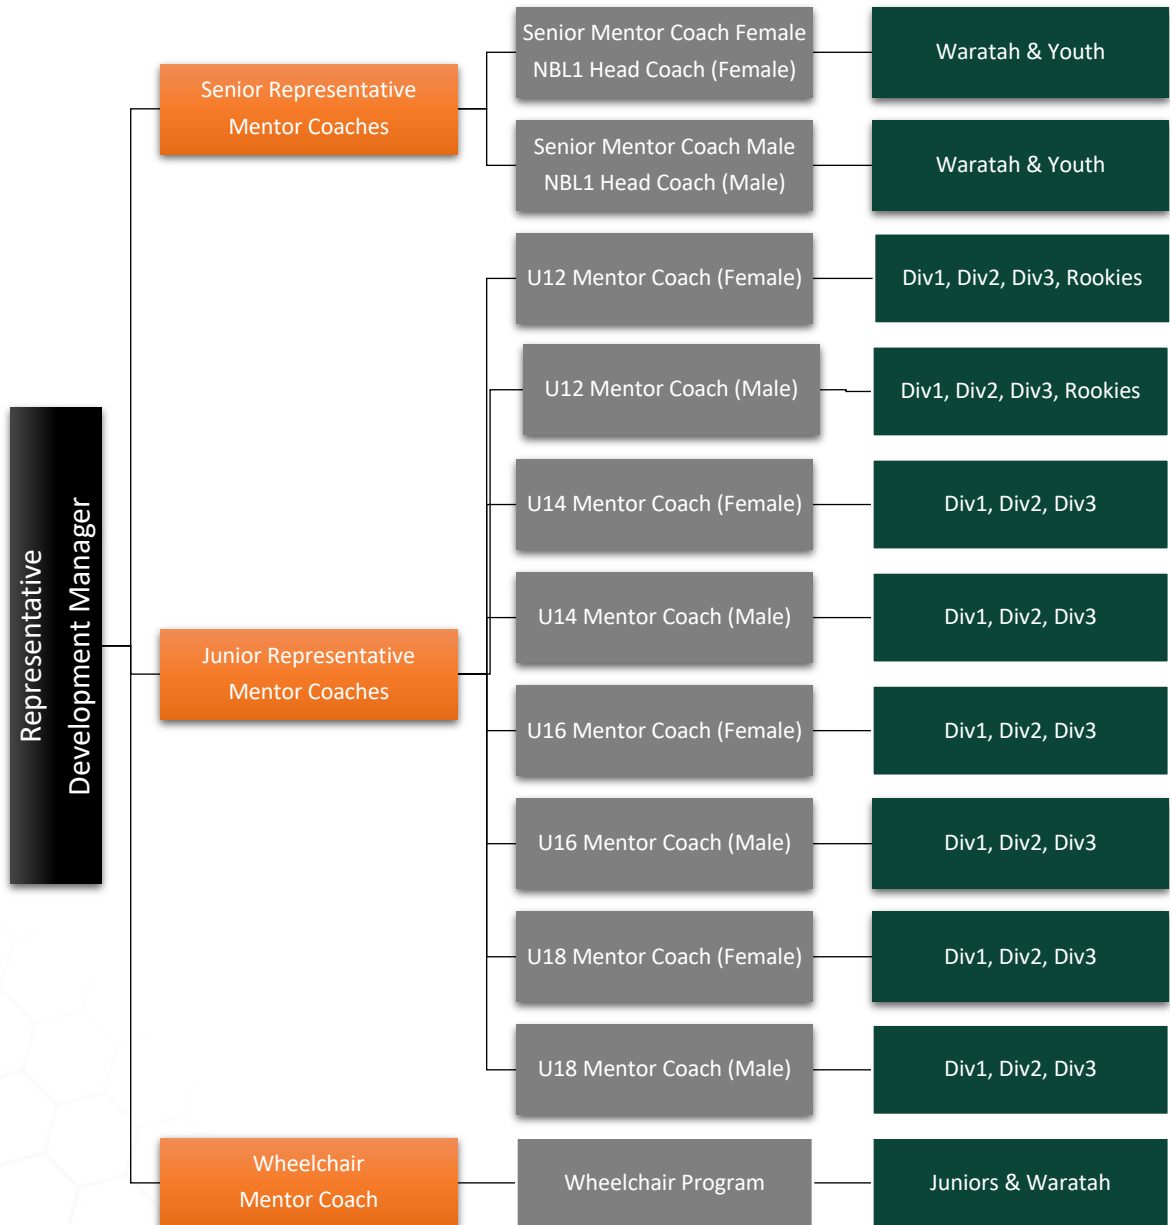 Representative
Development Manager
Senior Representative
Mentor Coaches
Senior Mentor Coach Female
NBL1 Head Coach (Female)
Waratah & Youth
Senior Mentor Coach Male
NBL1 Head Coach (Male)
Waratah & Youth
Junior Representative
Mentor Coaches
U12 Mentor Coach (Female)
Div1, Div2, Div3, Rookies
U12 Mentor Coach (Male)
Div1, Div2, Div3, Rookies
U14 Mentor Coach (Female)
Div1, Div2, Div3
U14 Mentor Coach (Male)
Div1, Div2, Div3
U16 Mentor Coach (Female)
Div1, Div2, Div3
U16 Mentor Coach (Male)
Div1, Div2, Div3
U18 Mentor Coach (Female)
Div1, Div2, Div3
U18 Mentor Coach (Male)
Div1, Div2, Div3
Wheelchair
Mentor Coach
Wheelchair Program
Juniors & Waratah